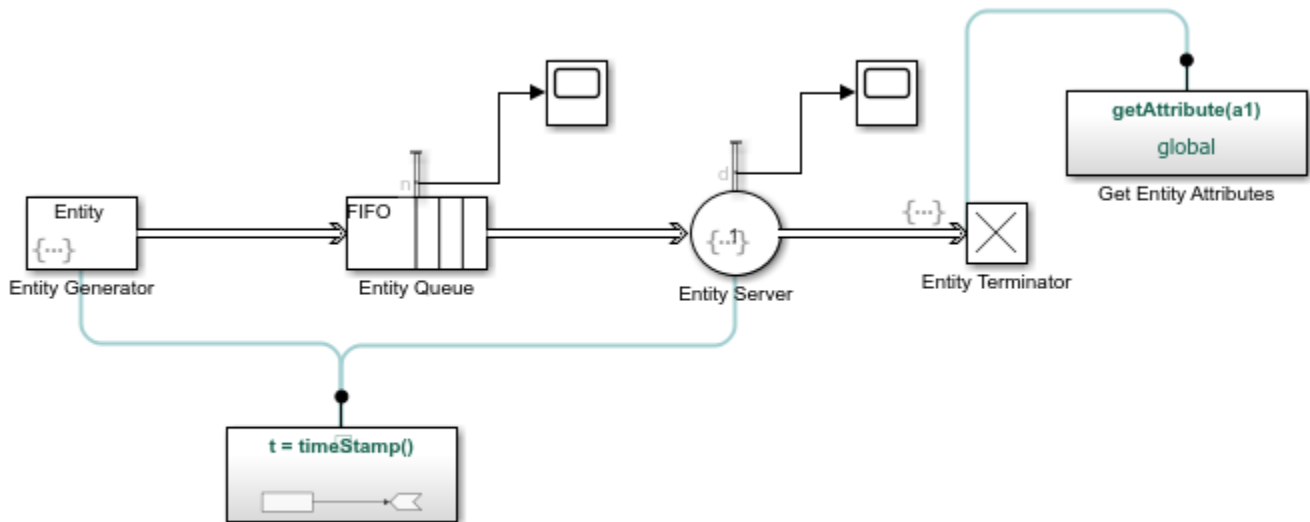 getAttribute(a1)
global
Get Entity Attributes
n
d
Entity
{...}
Entity Generator
FIFO
Entity Queue
{...}
1
Entity Server
{...}
Entity Terminator
t = timeStamp()